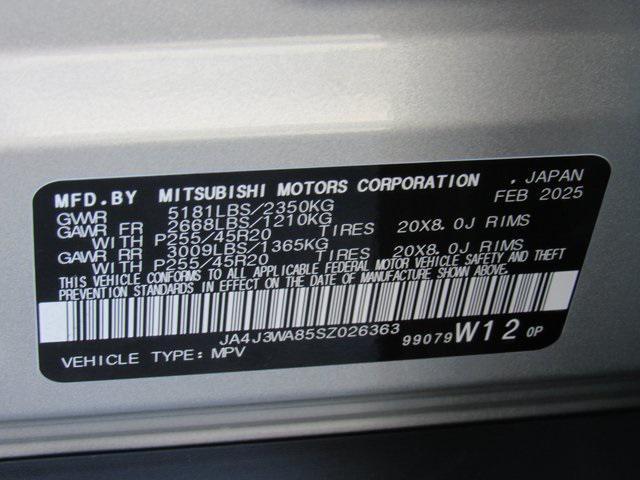 MFD.BY MITSUBISHI MOTORS CORPORATION . JAPAN
FEB 2025
GVWR 5181LBS/2350KG
GAWR FR 2668LBS/1210KG
WITH P255/45R20 TIRES 20X8.0J RIMS
GAWR RR 3009LBS/1365KG
WITH P255/45R20 TIRES 20X8.0J RIMS
THIS VEHICLE CONFORMS TO ALL APPLICABLE FEDERAL MOTOR VEHICLE SAFETY AND THEFT
PREVENTION STANDARDS IN EFFECT ON THE DATE OF MANUFACTURE SHOWN ABOVE.
JA4J3WA85SZ026363
99079 W12 0P
VEHICLE TYPE: MPV